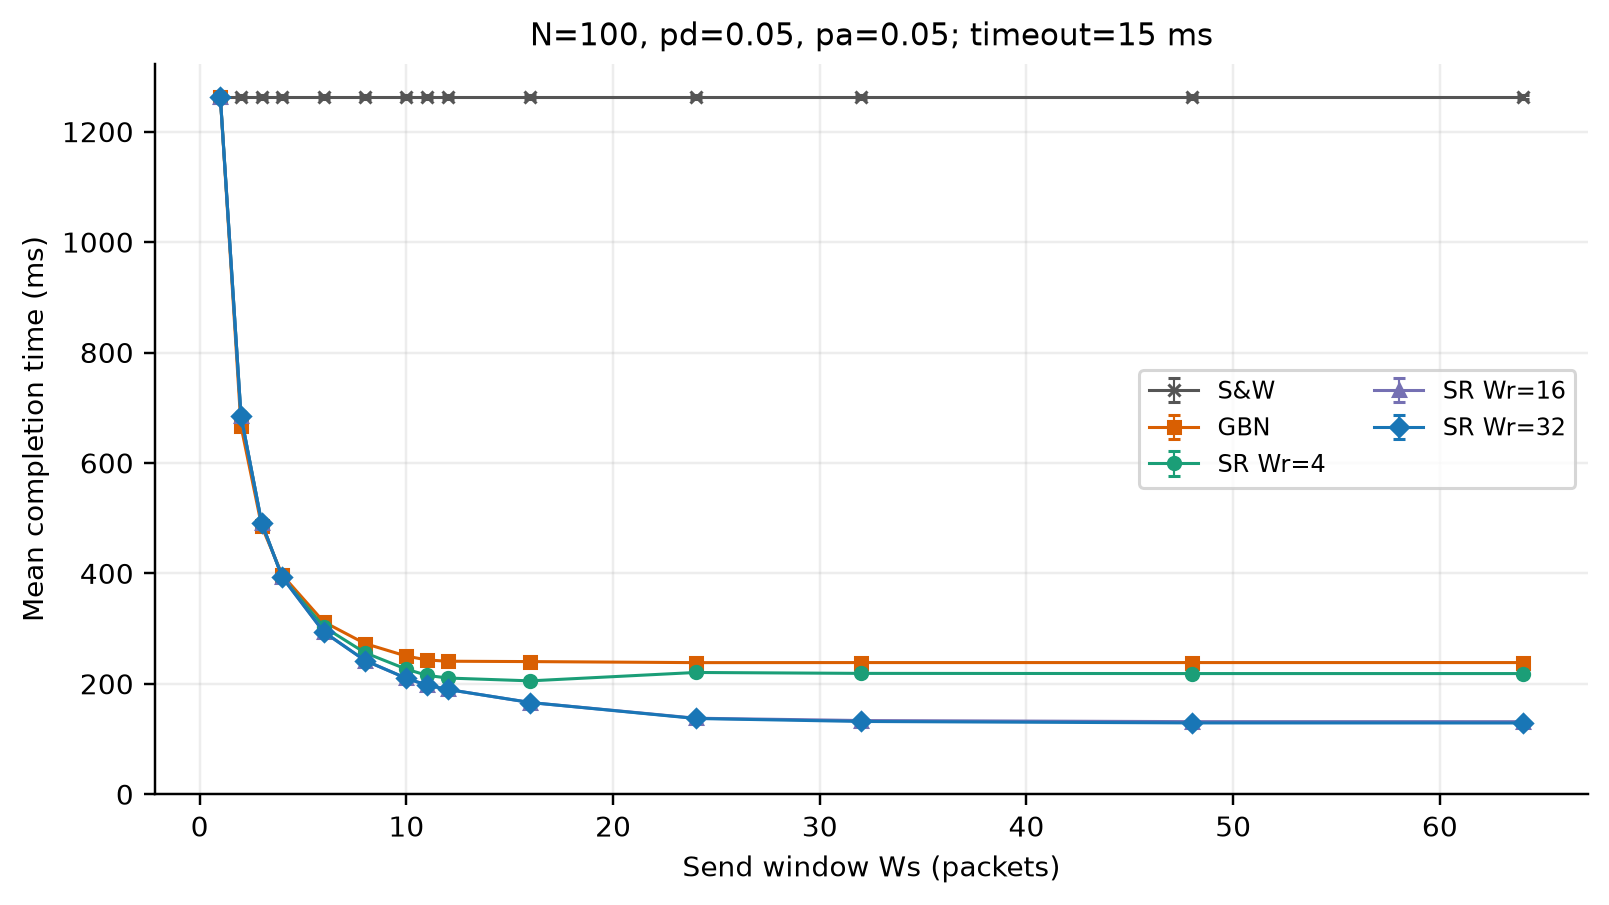 N=100, pd=0.05, pa=0.05; timeout=15 ms
Mean completion time (ms)
1200
1000
800
600
400
200
0
S&W
GBN
SR Wr=4
SR Wr=16
SR Wr=32
0 10 20 30 40 50 60
Send window Ws (packets)